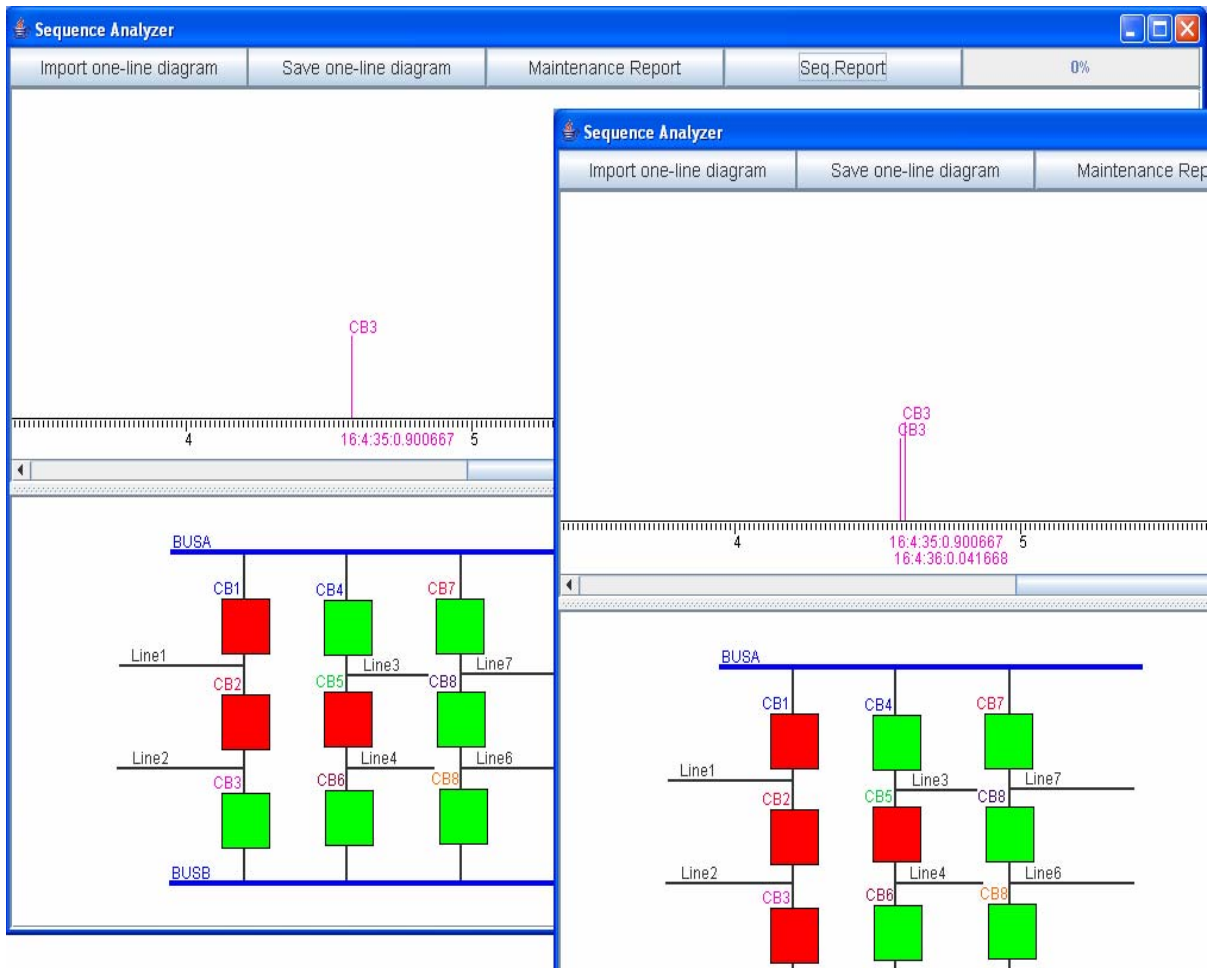 Sequence Analyzer
Import one-line diagram
Save one-line diagram
Maintenance Report
Seq.Report
0%
CB3
4
16:4:35:0.900667
5
BUSA
CB1
CB4
CB7
Line1
Line3
Line7
CB2
CB5
CB8
Line2
Line4
Line6
CB3
CB6
CB8
BUSB
Sequence Analyzer
Import one-line diagram
Save one-line diagram
Maintenance Rep
CB3
CB3
4
16:4:35:0.900667
5
16:4:36:0.041668
BUSA
CB1
CB4
CB7
Line1
Line3
Line7
CB2
CB5
CB8
Line2
Line4
Line6
CB3
CB6
CB8